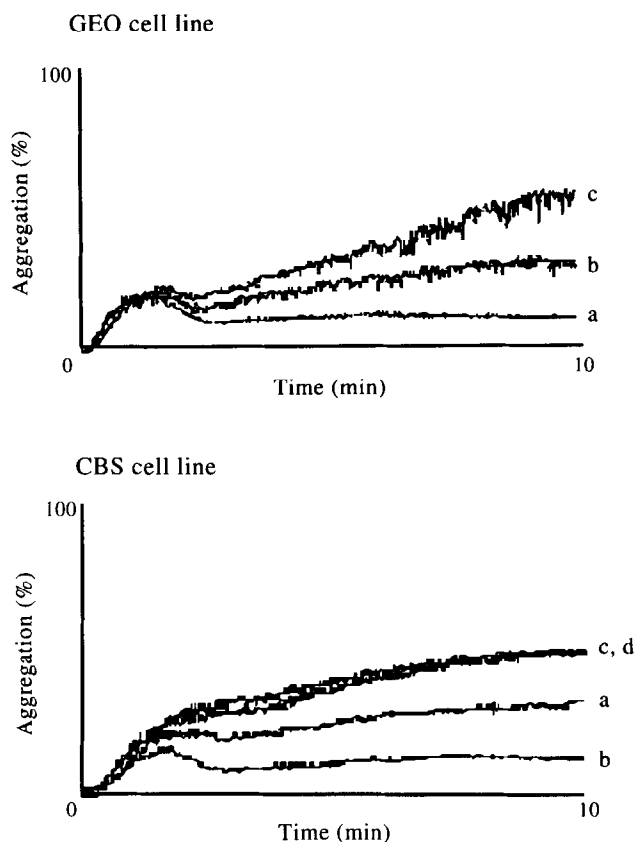 GEO cell line
100
Aggregation (%)
c
b
a
0
10
Time (min)
CBS cell line
100
Aggregation (%)
c, d
a
b
0
10
Time (min)